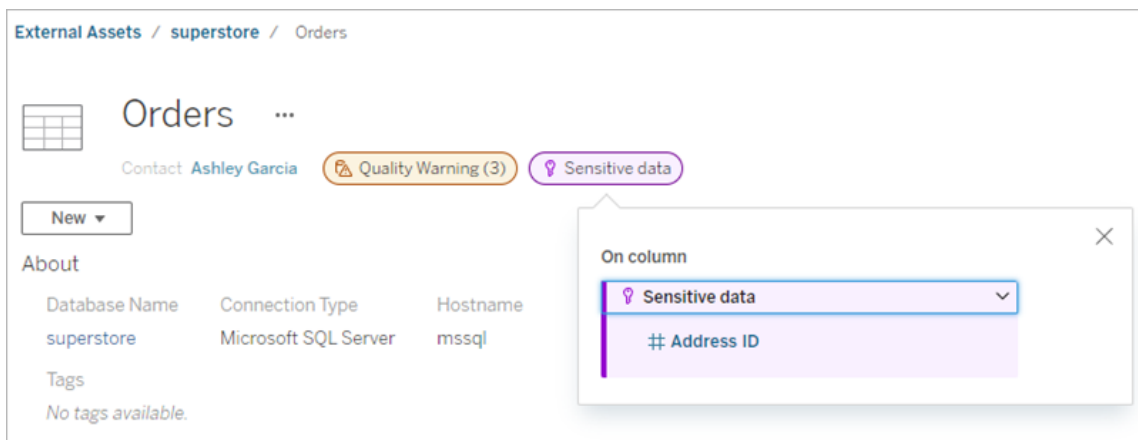 External Assets / superstore / Orders
Orders ...
Contact Ashley Garcia Quality Warning (3) Sensitive data
New
About
Database Name Connection Type Hostname
superstore Microsoft SQL Server mssql
Tags
No tags available.
On column
Sensitive data
# Address ID